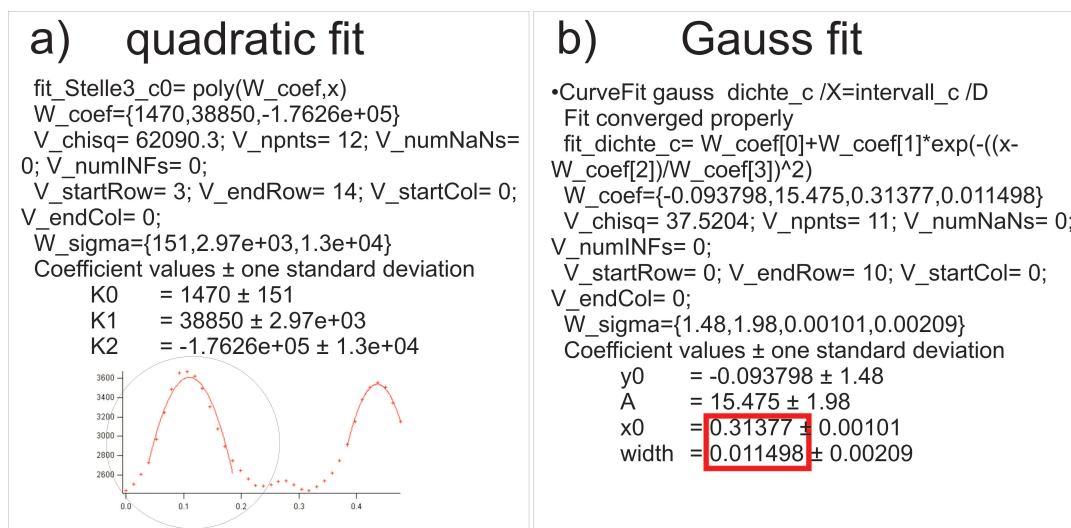 a) quadratic fit
fit_Stelle3_c0= poly(W_coef,x)
W_coef={1470,38850,-1.7626e+05}
V_chisq= 62090.3; V_npnts= 12; V_numNaNs=
0; V_numINFs= 0;
V_startRow= 3; V_endRow= 14; V_startCol= 0;
V_endCol= 0;
W_sigma={151,2.97e+03,1.3e+04}
Coefficient values ± one standard deviation
K0 = 1470 ± 151
K1 = 38850 ± 2.97e+03
K2 = -1.7626e+05 ± 1.3e+04
3600
3400
3200
3000
2800
2600
0.0 0.1 0.2 0.3 0.4
b) Gauss fit
•CurveFit gauss dichte_c /X=intervall_c /D
Fit converged properly
fit_dichte_c= W_coef[0]+W_coef[1]*exp(-((x-
W_coef[2])/W_coef[3])^2)
W_coef={-0.093798,15.475,0.31377,0.011498}
V_chisq= 37.5204; V_npnts= 11; V_numNaNs= 0;
V_numINFs= 0;
V_startRow= 0; V_endRow= 10; V_startCol= 0;
V_endCol= 0;
W_sigma={1.48,1.98,0.00101,0.00209}
Coefficient values ± one standard deviation
y0 = -0.093798 ± 1.48
A = 15.475 ± 1.98
x0 = 0.31377 ± 0.00101
width = 0.011498 ± 0.00209